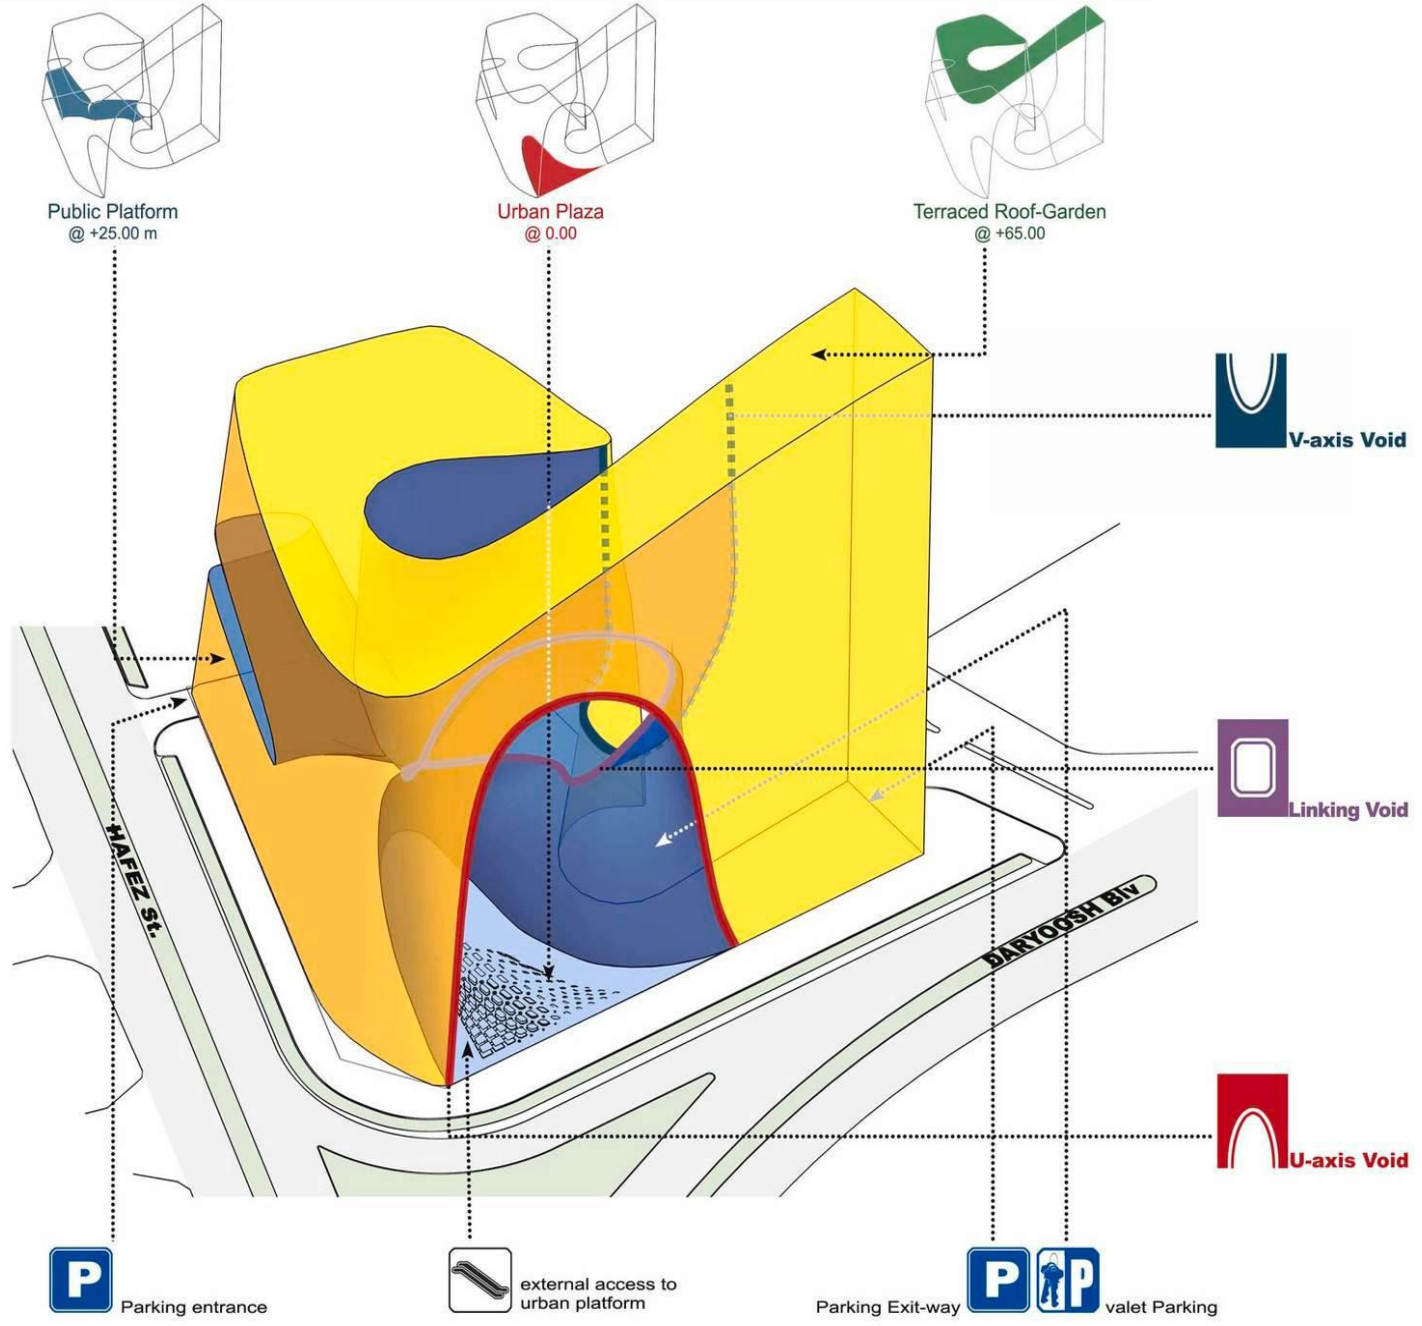 Public Platform
@ +25.00 m
Urban Plaza
@ 0.00
Terraced Roof-Garden
@ +65.00
V-axis Void
Linking Void
HAFEZ St.
DARYOOSH Blv
U-axis Void
P
Parking entrance
external access to
urban platform
Parking Exit-way
P
P
valet Parking